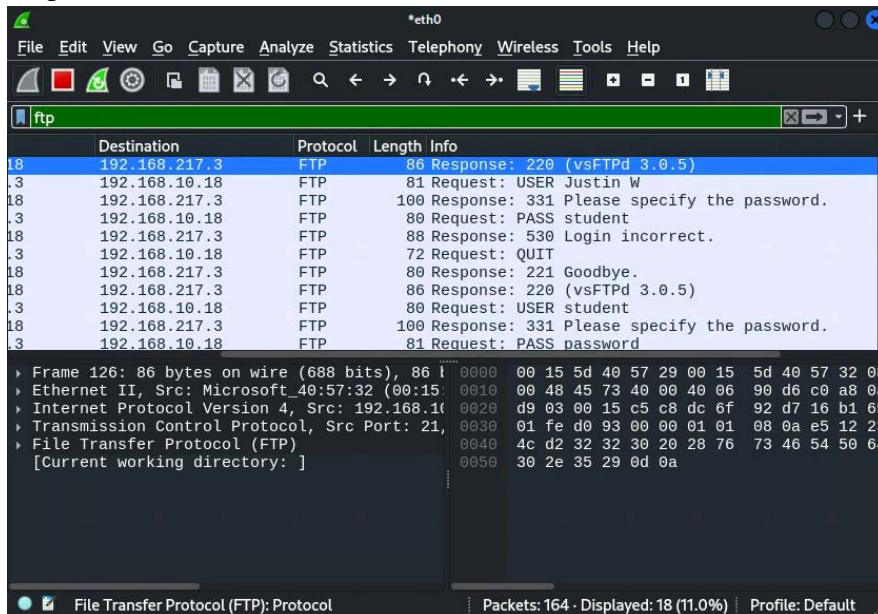 *eth0
File Edit View Go Capture Analyze Statistics Telephony Wireless Tools Help
ftp
Destination Protocol Length Info
18 192.168.217.3 FTP 86 Response: 220 (vsFTPd 3.0.5)
.3 192.168.10.18 FTP 81 Request: USER Justin W
18 192.168.217.3 FTP 100 Response: 331 Please specify the password.
.3 192.168.10.18 FTP 80 Request: PASS student
18 192.168.217.3 FTP 88 Response: 530 Login incorrect.
.3 192.168.10.18 FTP 72 Request: QUIT
18 192.168.217.3 FTP 80 Response: 221 Goodbye.
18 192.168.217.3 FTP 86 Response: 220 (vsFTPd 3.0.5)
.3 192.168.10.18 FTP 80 Request: USER student
18 192.168.217.3 FTP 100 Response: 331 Please specify the password.
.3 192.168.10.18 FTP 81 Request: PASS password
Frame 126: 86 bytes on wire (688 bits), 86
Ethernet II, Src: Microsoft_40:57:32 (00:15:
Internet Protocol Version 4, Src: 192.168.10
Transmission Control Protocol, Src Port: 21,
File Transfer Protocol (FTP)
[Current working directory: ]
0000 00 15 5d 40 57 29 00 15 5d 40 57 32
0010 00 48 45 73 40 00 40 06 90 d6 c0 a8
0020 d9 03 00 15 c5 c8 dc 6f 92 d7 16 b1
0030 01 fe d0 93 00 00 01 01 08 0a e5 12
0040 4c d2 32 32 30 20 28 76 73 46 54 50
0050 30 2e 35 29 0d 0a
File Transfer Protocol (FTP): Protocol Packets: 164 · Displayed: 18 (11.0%) Profile: Default